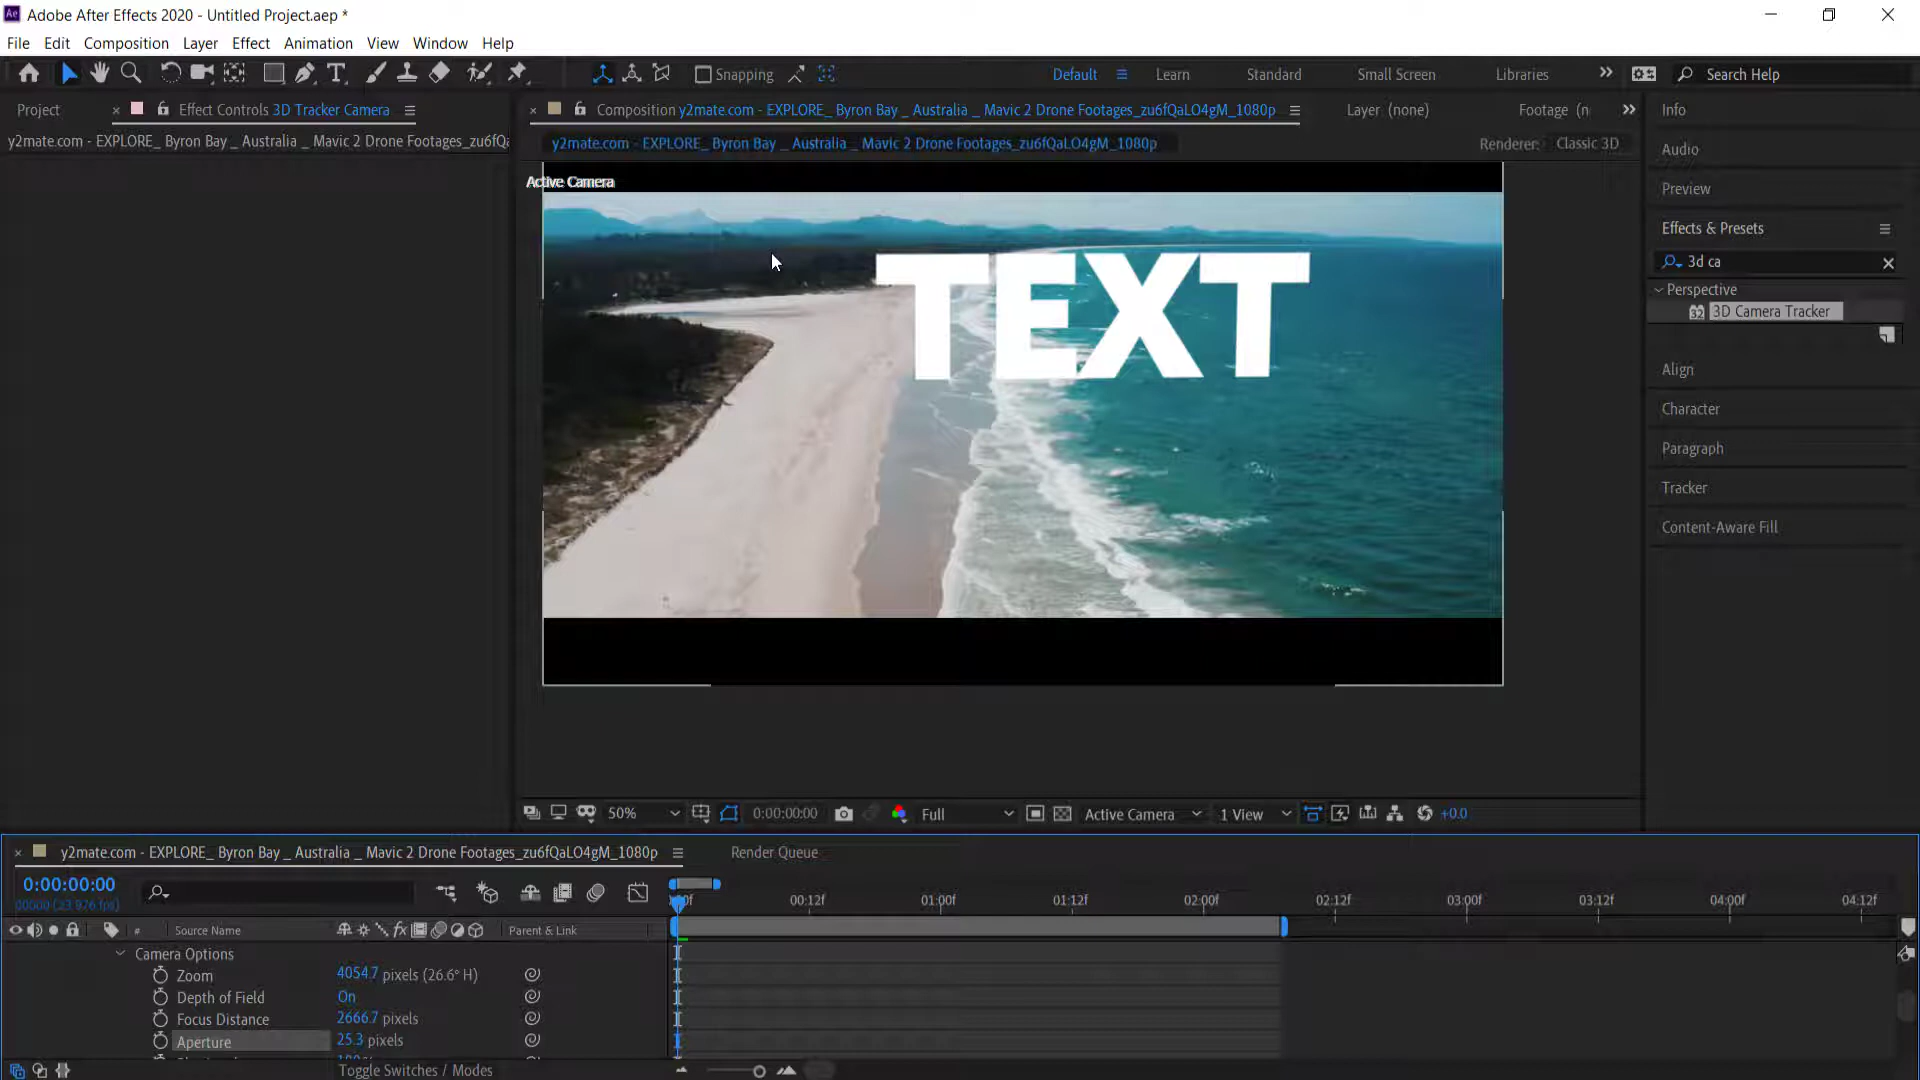 Adobe After Effects 2020 - Untitled Project.aep *
File Edit Composition Layer Effect Animation View Window Help
Snapping
Default
Learn
Standard
Small Screen
Libraries
Search Help
Project
Effect Controls 3D Tracker Camera
Composition y2mate.com - EXPLORE_ Byron Bay _ Australia _ Mavic 2 Drone Footages_zu6fQaLO4gM_1080p
Layer (none)
Footage (n
Info
y2mate.com - EXPLORE_ Byron Bay _ Australia _ Mavic 2 Drone Footages_zu6fQ
y2mate.com - EXPLORE_ Byron Bay _ Australia _ Mavic 2 Drone Footages_zu6fQaLO4gM_1080p
Renderer: Classic 3D
Audio
Active Camera
Preview
Effects & Presets
3d ca
Perspective
32 3D Camera Tracker
TEXT
Align
Character
Paragraph
Tracker
Content-Aware Fill
50%
0:00:00:00
Full
Active Camera
1 View
+0.0
y2mate.com - EXPLORE_ Byron Bay _ Australia _ Mavic 2 Drone Footages_zu6fQaLO4gM_1080p
Render Queue
0:00:00:00
00000 (23.976 fps)
00:12f 01:00f 01:12f 02:00f 02:12f 03:00f 03:12f 04:00f 04:12f
# Source Name
Parent & Link
Camera Options
Zoom 4054.7 pixels (26.6° H)
Depth of Field On
Focus Distance 2666.7 pixels
Aperture 25.3 pixels
Toggle Switches / Modes